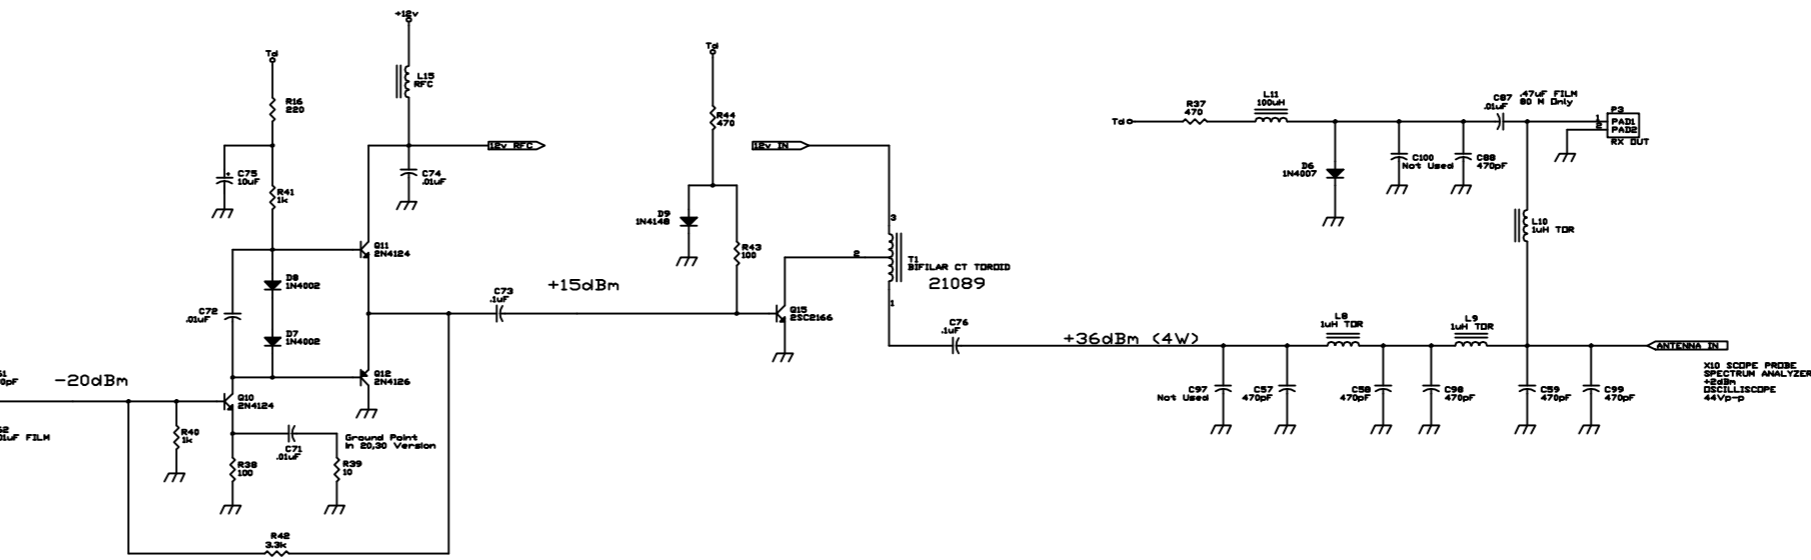 +12v
Td
L15
RFC
R16
220
C75
10uF
R41
1k
C74
.01uF
12v RFC
Q11
2N4124
D8
1N4002
C72
.01uF
D7
1N4002
Q12
2N4126
-20dBm
Q10
2N4124
R40
1k
C71
.01uF
Ground Point
In 20,30 Version
R38
100
R39
10
R42
3.3k
.01uF FILM
C73
.1uF
+15dBm
Td
R44
470
D9
1N4148
R43
100
12v IN
Q15
2SC2166
3
2
1
T1
BIFILAR CT TOROID
21089
C76
.1uF
+36dBm (4W)
Td
R37
470
L11
100uH
D6
1N4007
C100
Not Used
C88
470pF
C87
.01uF
.47uF FILM
80 M Only
P3
1
2
PAD1
PAD2
RX OUT
L10
1uH TOR
L8
1uH TOR
L9
1uH TOR
C97
Not Used
C57
470pF
C58
470pF
C98
470pF
C59
470pF
C99
470pF
ANTENNA IN
X10 SCOPE PROBE
SPECTRUM ANALYZER
+2dBm
OSCILLISCOPE
44Vp-p